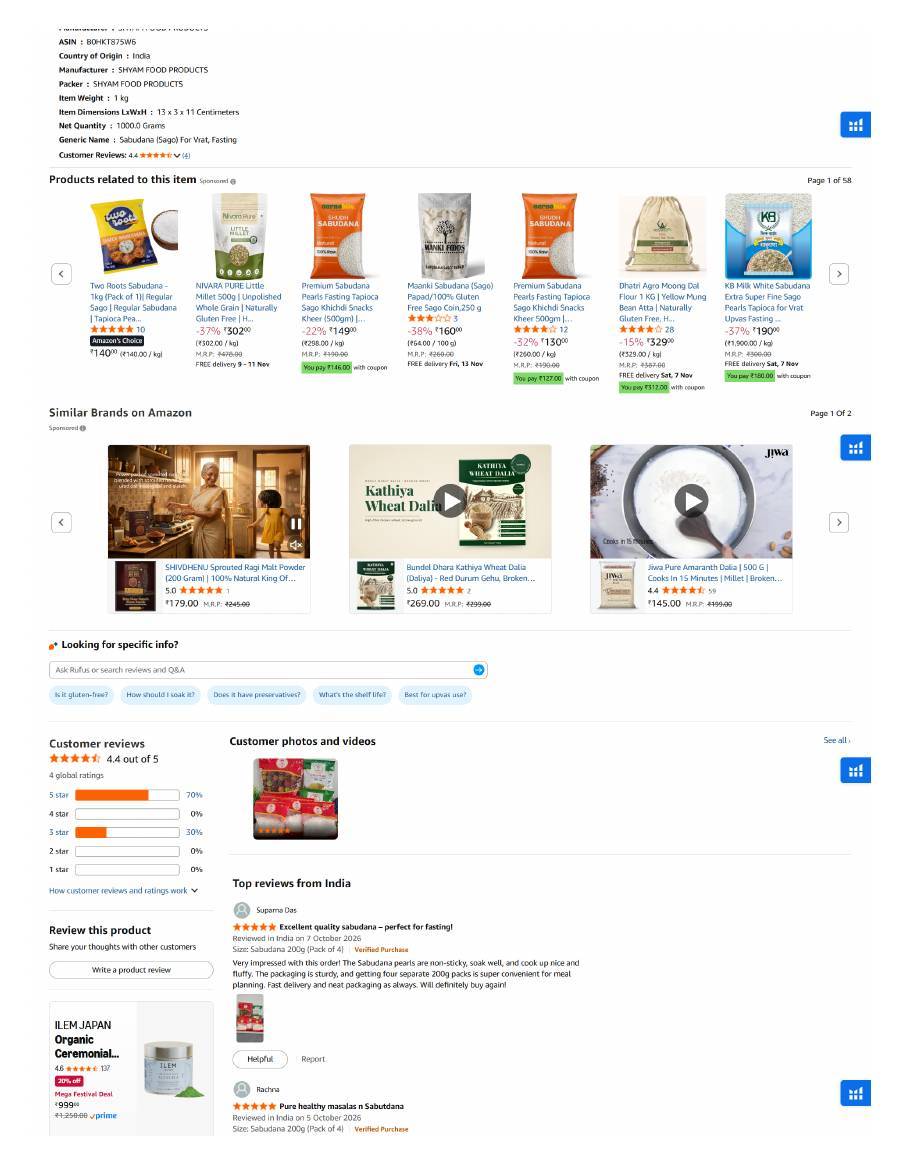 ASIN : B0HKT875W6
Country of Origin : India
Manufacturer : SHYAM FOOD PRODUCTS
Packer : SHYAM FOOD PRODUCTS
Item Weight : 1 kg
Item Dimensions LxWxH : 13 x 3 x 11 Centimeters
Net Quantity : 1000.0 Grams
Generic Name : Sabudana (Sago) For Vrat, Fasting
Customer Reviews: 4.4 (4)
Products related to this item Sponsored
Page 1 of 58
Two Roots Sabudana –
1kg (Pack of 1)| Regular
Sago | Regular Sabudana
| Tapioca Pea...
10
Amazon's Choice
₹140⁰⁰ (₹140.00 / kg)
NIVARA PURE Little
Millet 500g | Unpolished
Whole Grain | Naturally
Gluten Free | H...
-37% ₹302⁰⁰
(₹302.00 / kg)
M.R.P: ₹478.00
FREE delivery 9 – 11 Nov
Premium Sabudana
Pearls Fasting Tapioca
Sago Khichdi Snacks
Kheer (500gm) |...
-22% ₹149⁰⁰
(₹298.00 / kg)
M.R.P: ₹190.00
You pay ₹146.00 with coupon
Maanki Sabudana (Sago)
Papad/100% Gluten
Free Sago Coin,250 g
3
-38% ₹160⁰⁰
(₹64.00 / 100 g)
M.R.P: ₹260.00
FREE delivery Fri, 13 Nov
Premium Sabudana
Pearls Fasting Tapioca
Sago Khichdi Snacks
Kheer 500gm |...
12
-32% ₹130⁰⁰
(₹260.00 / kg)
M.R.P: ₹190.00
You pay ₹127.00 with coupon
Dhatri Agro Moong Dal
Flour 1 KG | Yellow Mung
Bean Atta | Naturally
Gluten Free, H...
28
-15% ₹329⁰⁰
(₹329.00 / kg)
M.R.P: ₹387.00
FREE delivery Sat, 7 Nov
You pay ₹312.00 with coupon
KB Milk White Sabudana
Extra Super Fine Sago
Pearls Tapioca for Vrat
Upvas Fasting ...
-37% ₹190⁰⁰
(₹1,900.00 / kg)
M.R.P: ₹300.00
FREE delivery Sat, 7 Nov
You pay ₹180.00 with coupon
Similar Brands on Amazon
Page 1 Of 2
Sponsored
SHIVDHENU Sprouted Ragi Malt Powder
(200 Gram) | 100% Natural King Of...
5.0 1
₹179.00 M.R.P: ₹245.00
KATHIYA
WHEAT DALIA
Kathiya
Wheat Dalia
Bundel Dhara Kathiya Wheat Dalia
(Daliya) - Red Durum Gehu, Broken...
5.0 2
₹269.00 M.R.P: ₹299.00
Jiwa
Cooks in 15 Minutes
Jiwa Pure Amaranth Dalia | 500 G |
Cooks In 15 Minutes | Millet | Broken...
4.4 59
₹145.00 M.R.P: ₹199.00
Looking for specific info?
Ask Rufus or search reviews and Q&A
Is it gluten-free?
How should I soak it?
Does it have preservatives?
What's the shelf life?
Best for upvas use?
Customer reviews
4.4 out of 5
4 global ratings
5 star 70%
4 star 0%
3 star 30%
2 star 0%
1 star 0%
How customer reviews and ratings work
Review this product
Share your thoughts with other customers
Write a product review
ILEM JAPAN
Organic
Ceremonial...
4.6 137
20% off
Mega Festival Deal
₹999⁰⁰
₹1,250.00 prime
ILEM
Customer photos and videos
See all ›
Top reviews from India
Suparna Das
Excellent quality sabudana – perfect for fasting!
Reviewed in India on 7 October 2026
Size: Sabudana 200g (Pack of 4) | Verified Purchase
Very impressed with this order! The Sabudana pearls are non-sticky, soak well, and cook up nice and
fluffy. The packaging is sturdy, and getting four separate 200g packs is super convenient for meal
planning. Fast delivery and neat packaging as always. Will definitely buy again!
Helpful
Report
Rachna
Pure healthy masalas n Sabutdana
Reviewed in India on 5 October 2026
Size: Sabudana 200g (Pack of 4) | Verified Purchase